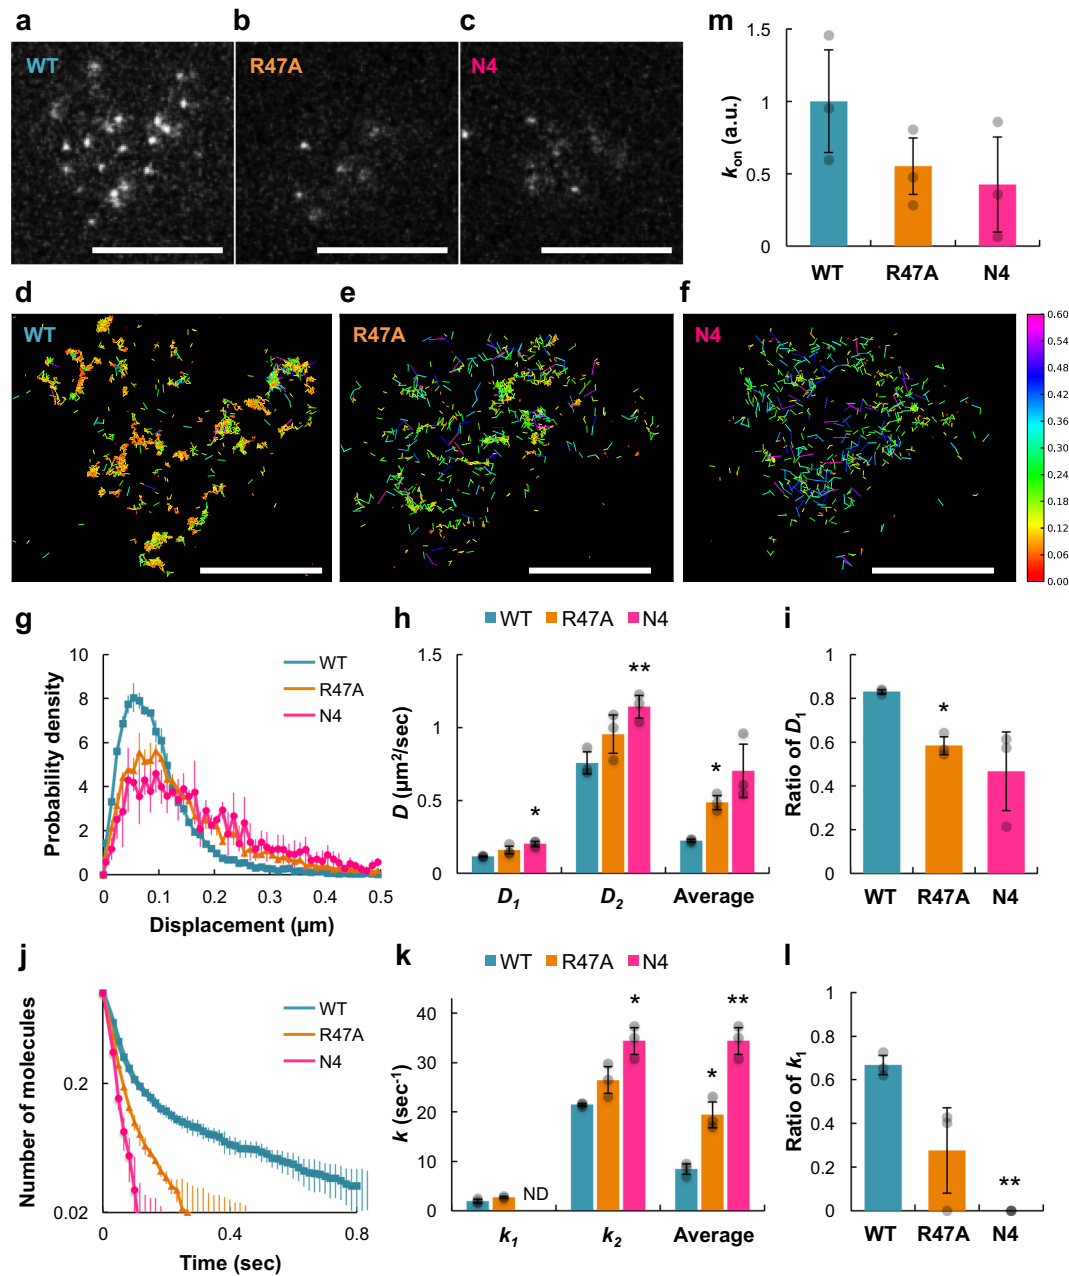 a
b
c
m
WT
R47A
N4
k_on (a.u.)
1.5
1
0.5
0
WT
R47A
N4
d
e
f
WT
R47A
N4
0.60
0.54
0.48
0.42
0.36
0.30
0.24
0.18
0.12
0.06
0.00
g
Probability density
10
8
6
4
2
0
WT
R47A
N4
0
0.1
0.2
0.3
0.4
0.5
Displacement (μm)
h
WT R47A N4
D (μm²/sec)
1.5
1
0.5
0
*
**
*
D₁
D₂
Average
i
Ratio of D₁
1
0.8
0.6
0.4
0.2
0
*
WT
R47A
N4
j
Number of molecules
0.2
0.02
WT
R47A
N4
0
0.4
0.8
Time (sec)
k
WT R47A N4
k (sec⁻¹)
40
30
20
10
0
ND
*
*
**
k₁
k₂
Average
l
Ratio of k₁
1
0.8
0.6
0.4
0.2
0
**
WT
R47A
N4